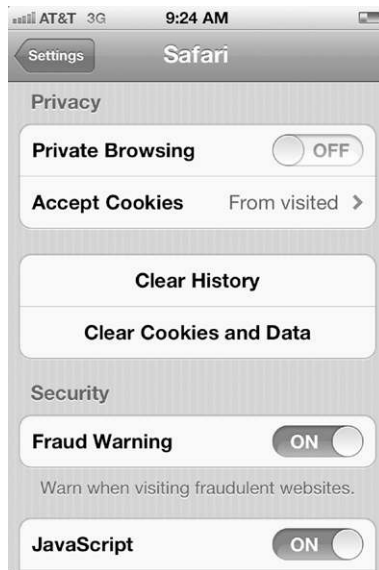 AT&T 3G 9:24 AM
Settings Safari
Privacy
Private Browsing OFF
Accept Cookies From visited
Clear History
Clear Cookies and Data
Security
Fraud Warning ON
Warn when visiting fraudulent websites.
JavaScript ON